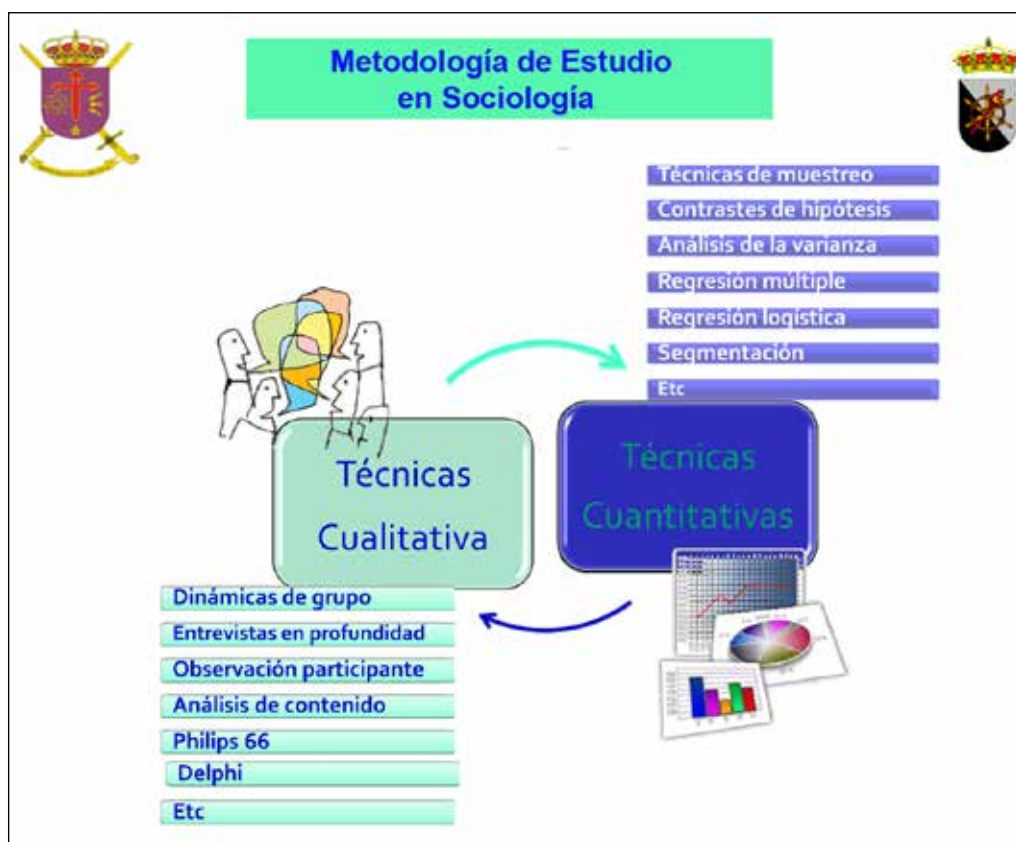 Metodología de Estudio
en Sociología
Técnicas de muestreo
Contrastes de hipótesis
Análisis de la varianza
Regresión múltiple
Regresión logística
Segmentación
Etc
Técnicas
Cualitativa
Técnicas
Cuantitativas
Dinámicas de grupo
Entrevistas en profundidad
Observación participante
Análisis de contenido
Philips 66
Delphi
Etc